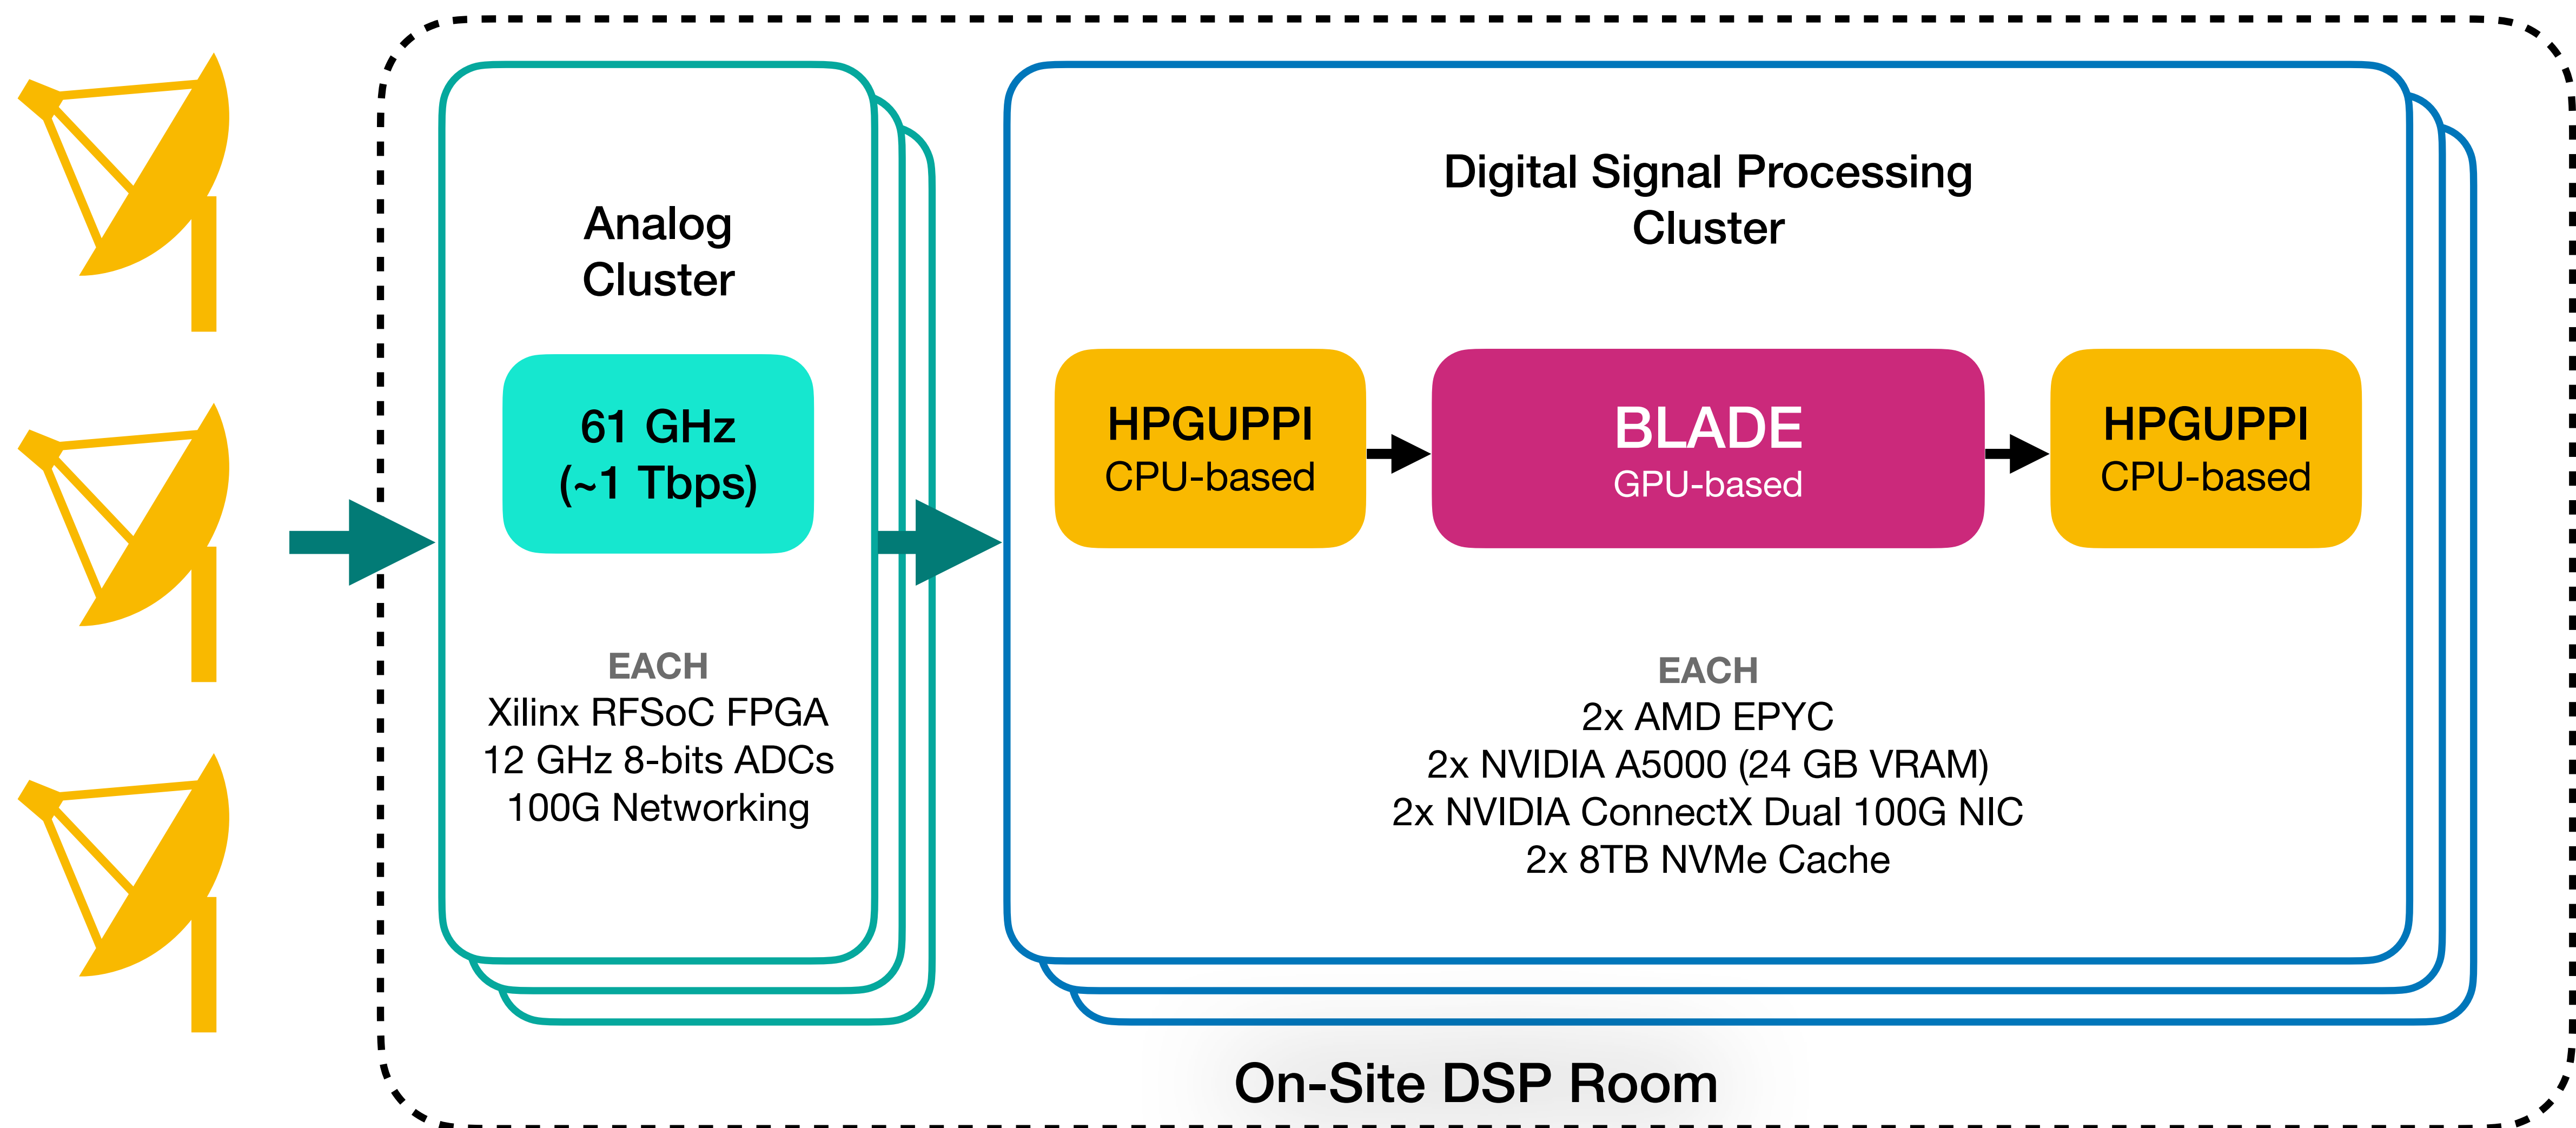 Analog
Cluster
61 GHz
(~1 Tbps)
EACH
Xilinx RFSoC FPGA
12 GHz 8-bits ADCs
100G Networking
Digital Signal Processing
Cluster
HPGUPPI
CPU-based
BLADE
GPU-based
HPGUPPI
CPU-based
EACH
2x AMD EPYC
2x NVIDIA A5000 (24 GB VRAM)
2x NVIDIA ConnectX Dual 100G NIC
2x 8TB NVMe Cache
On-Site DSP Room